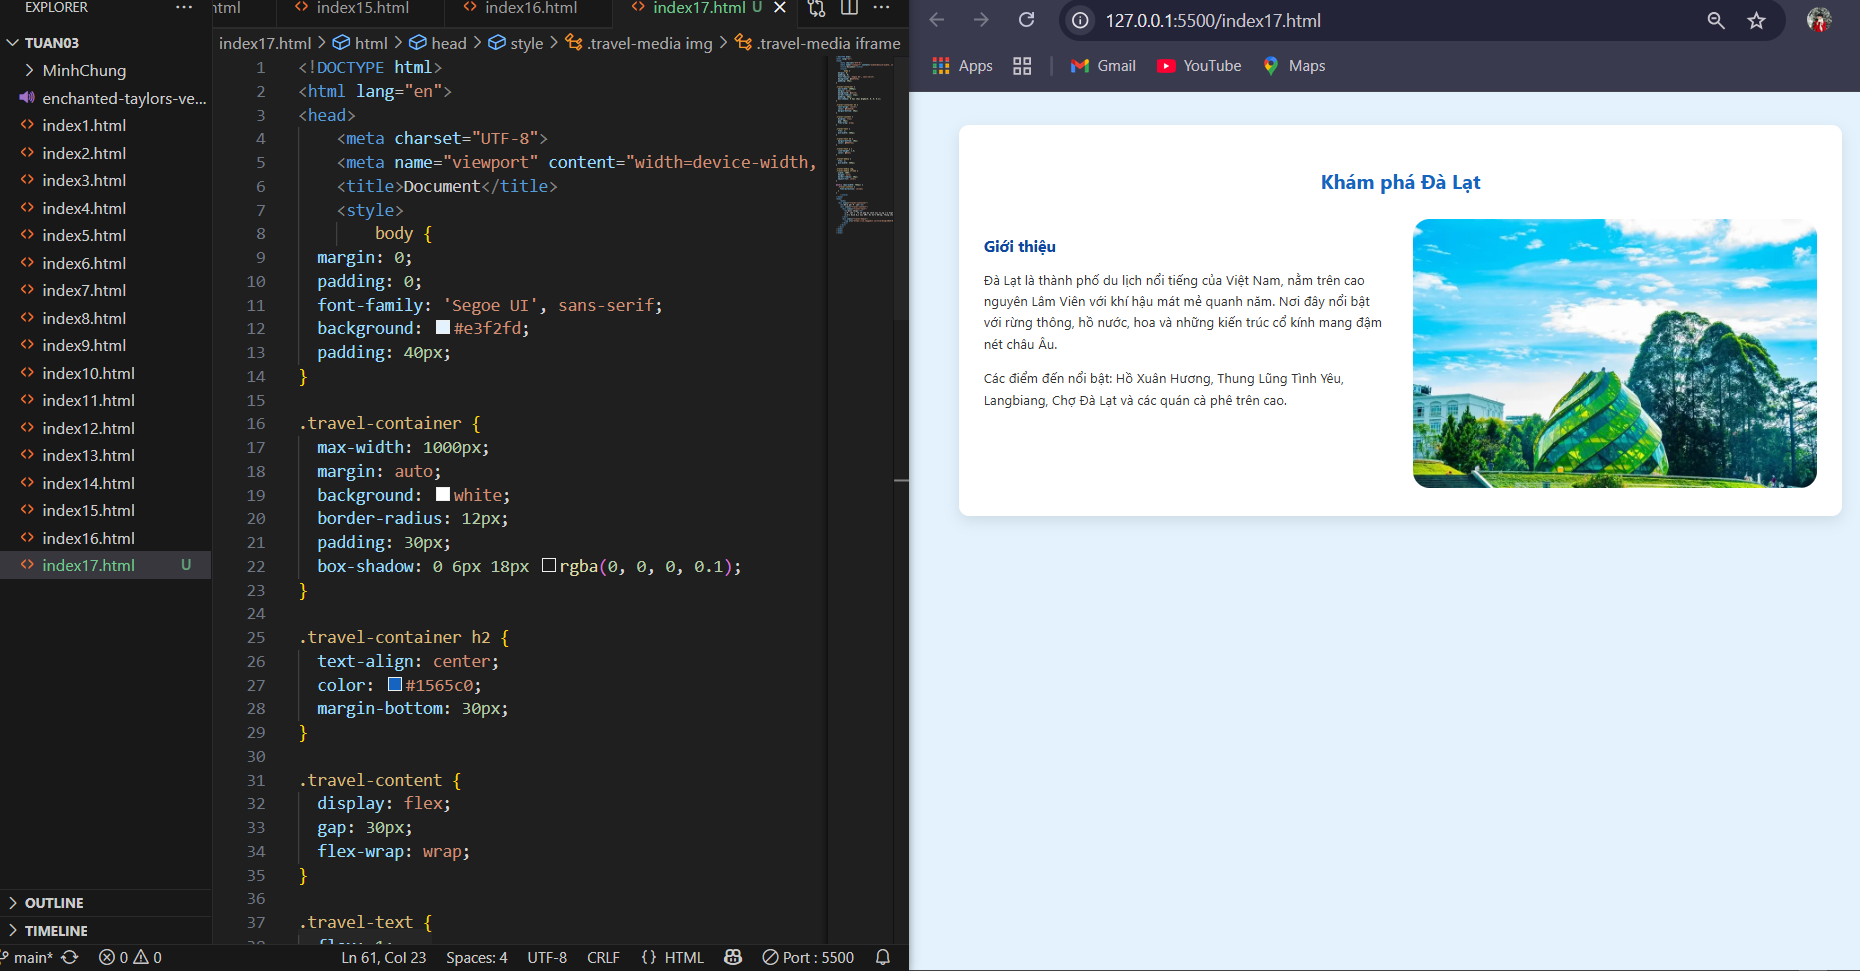 EXPLORER
TUAN03
MinhChung
enchanted-taylors-ve...
index1.html
index2.html
index3.html
index4.html
index5.html
index6.html
index7.html
index8.html
index9.html
index10.html
index11.html
index12.html
index13.html
index14.html
index15.html
index16.html
index17.html U
OUTLINE
TIMELINE
html index15.html index16.html index17.html U
index17.html > html > head > style > .travel-media img > .travel-media iframe
1 <!DOCTYPE html>
2 <html lang="en">
3 <head>
4 <meta charset="UTF-8">
5 <meta name="viewport" content="width=device-width,
6 <title>Document</title>
7 <style>
8 body {
9 margin: 0;
10 padding: 0;
11 font-family: 'Segoe UI', sans-serif;
12 background: #e3f2fd;
13 padding: 40px;
14 }
15
16 .travel-container {
17 max-width: 1000px;
18 margin: auto;
19 background: white;
20 border-radius: 12px;
21 padding: 30px;
22 box-shadow: 0 6px 18px rgba(0, 0, 0, 0.1);
23 }
24
25 .travel-container h2 {
26 text-align: center;
27 color: #1565c0;
28 margin-bottom: 30px;
29 }
30
31 .travel-content {
32 display: flex;
33 gap: 30px;
34 flex-wrap: wrap;
35 }
36
37 .travel-text {
main* 0 0 Ln 61, Col 23 Spaces: 4 UTF-8 CRLF {} HTML Port : 5500
127.0.0.1:5500/index17.html
Apps Gmail YouTube Maps
Khám phá Đà Lạt
Giới thiệu
Đà Lạt là thành phố du lịch nổi tiếng của Việt Nam, nằm trên cao
nguyên Lâm Viên với khí hậu mát mẻ quanh năm. Nơi đây nổi bật
với rừng thông, hồ nước, hoa và những kiến trúc cổ kính mang đậm
nét châu Âu.
Các điểm đến nổi bật: Hồ Xuân Hương, Thung Lũng Tình Yêu,
Langbiang, Chợ Đà Lạt và các quán cà phê trên cao.